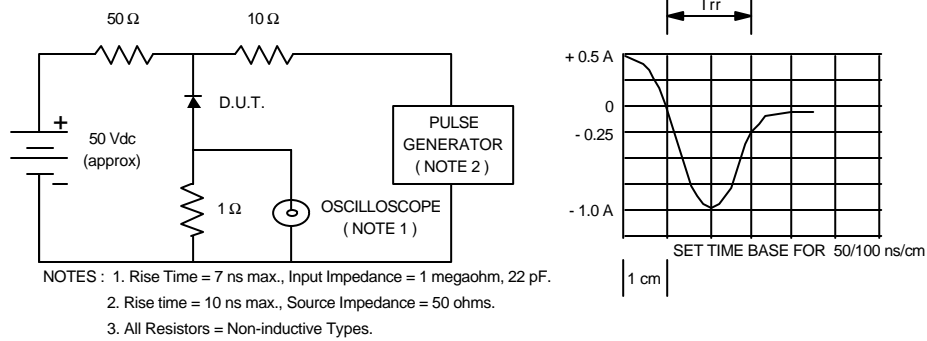 50 Ω
10 Ω
Trr
+ 0.5 A
D.U.T.
+
50 Vdc
(approx)
PULSE
GENERATOR
( NOTE 2 )
0
- 0.25
1 Ω
OSCILLOSCOPE
( NOTE 1 )
- 1.0 A
SET TIME BASE FOR 50/100 ns/cm
1 cm
NOTES : 1. Rise Time = 7 ns max., Input Impedance = 1 megaohm, 22 pF.
2. Rise time = 10 ns max., Source Impedance = 50 ohms.
3. All Resistors = Non-inductive Types.